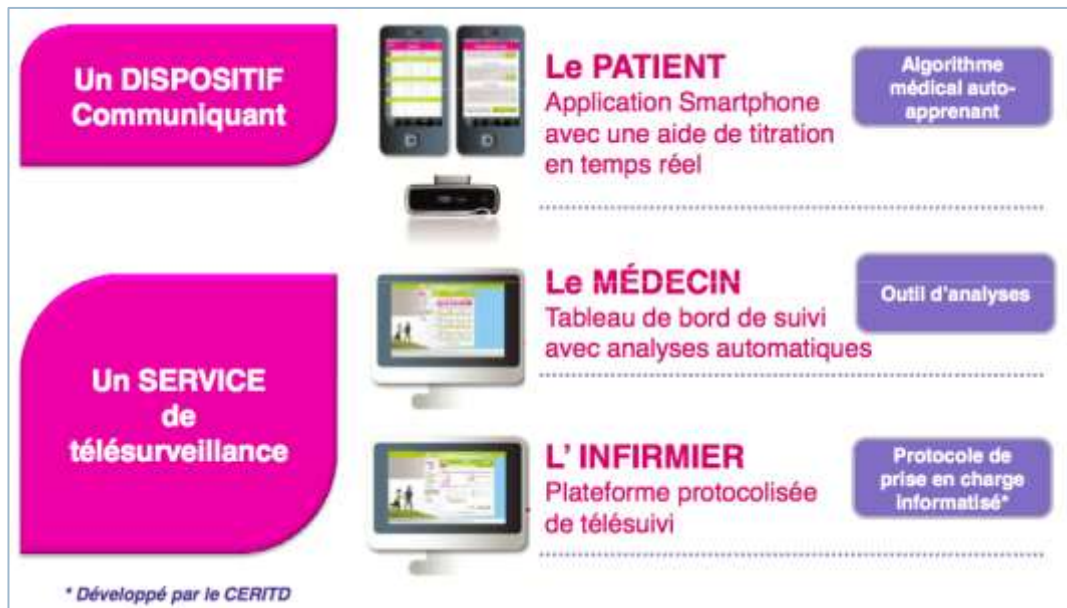 Un DISPOSITIF
Communiquant
Le PATIENT
Application Smartphone
avec une aide de titration
en temps réel
Algorithme
médical auto-
apprenant
Un SERVICE
de
télésurveillance
Le MÉDECIN
Tableau de bord de suivi
avec analyses automatiques
Outil d'analyses
L' INFIRMIER
Plateforme protocolisée
de télésuivi
Protocole de
prise en charge
informatisé*
* Développé par le CERITD